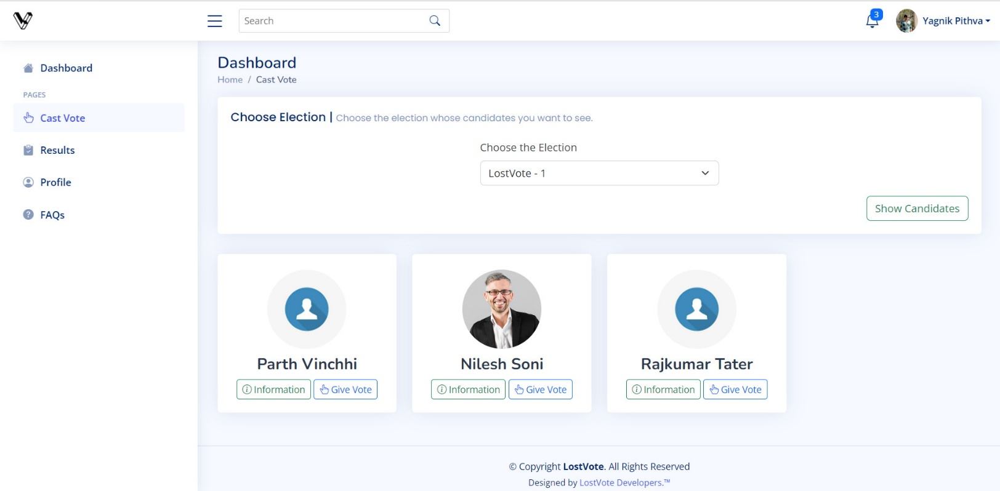 Search
3
Yagnik Pithva
Dashboard
PAGES
Cast Vote
Results
Profile
FAQs
Dashboard
Home / Cast Vote
Choose Election | Choose the election whose candidates you want to see.
Choose the Election
LostVote - 1
Show Candidates
Parth Vinchhi
Information Give Vote
Nilesh Soni
Information Give Vote
Rajkumar Tater
Information Give Vote
© Copyright LostVote. All Rights Reserved
Designed by LostVote Developers.™